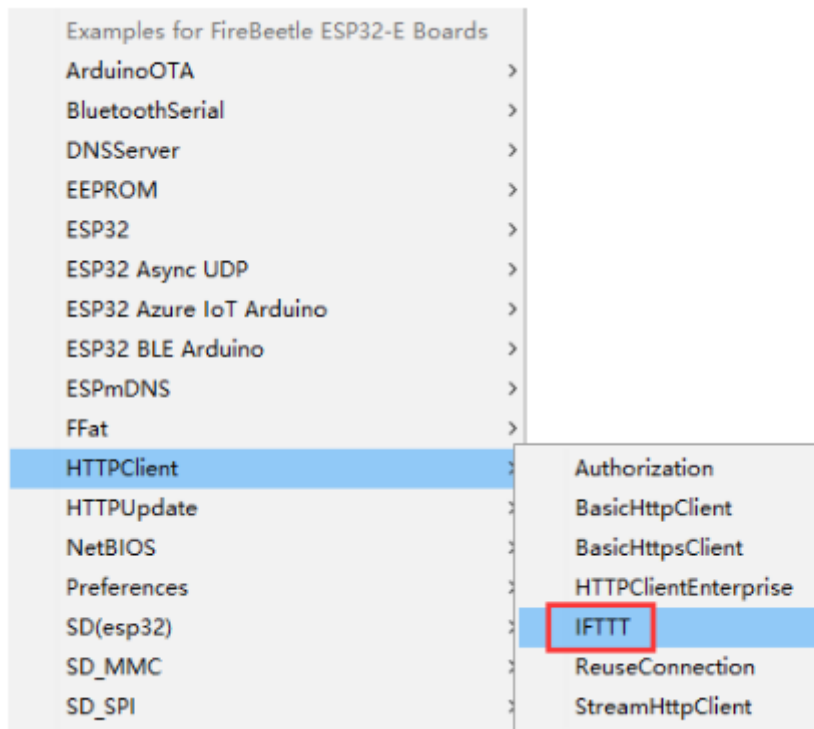 Examples for FireBeetle ESP32-E Boards
ArduinoOTA
BluetoothSerial
DNSServer
EEPROM
ESP32
ESP32 Async UDP
ESP32 Azure IoT Arduino
ESP32 BLE Arduino
ESPmDNS
FFat
HTTPClient
HTTPUpdate
NetBIOS
Preferences
SD(esp32)
SD_MMC
SD_SPI
Authorization
BasicHttpClient
BasicHttpsClient
HTTPClientEnterprise
IFTTT
ReuseConnection
StreamHttpClient